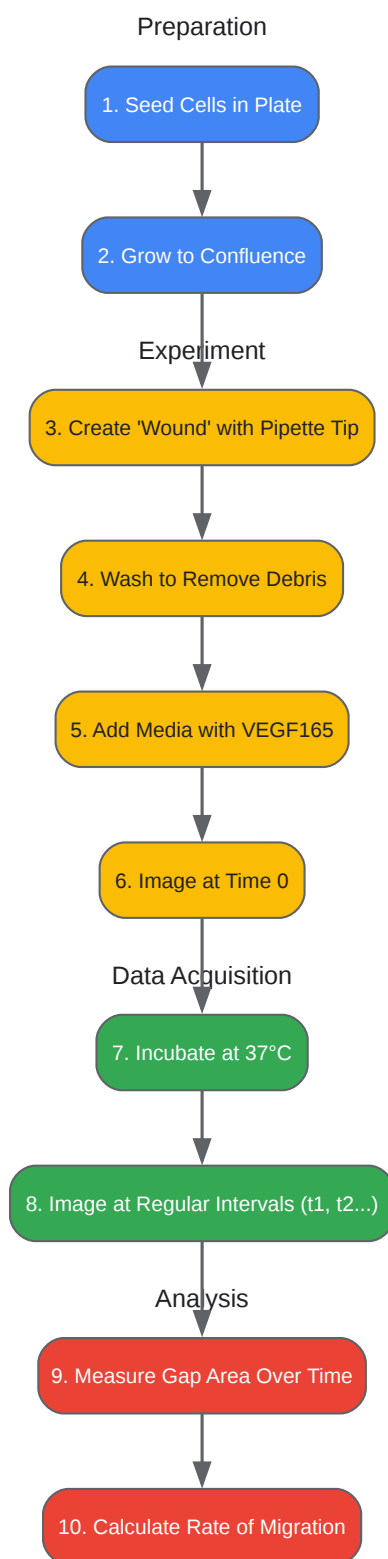 Preparation
1. Seed Cells in Plate
2. Grow to Confluence
Experiment
3. Create 'Wound' with Pipette Tip
4. Wash to Remove Debris
5. Add Media with VEGF165
6. Image at Time 0
Data Acquisition
7. Incubate at 37°C
8. Image at Regular Intervals (t1, t2...)
Analysis
9. Measure Gap Area Over Time
10. Calculate Rate of Migration